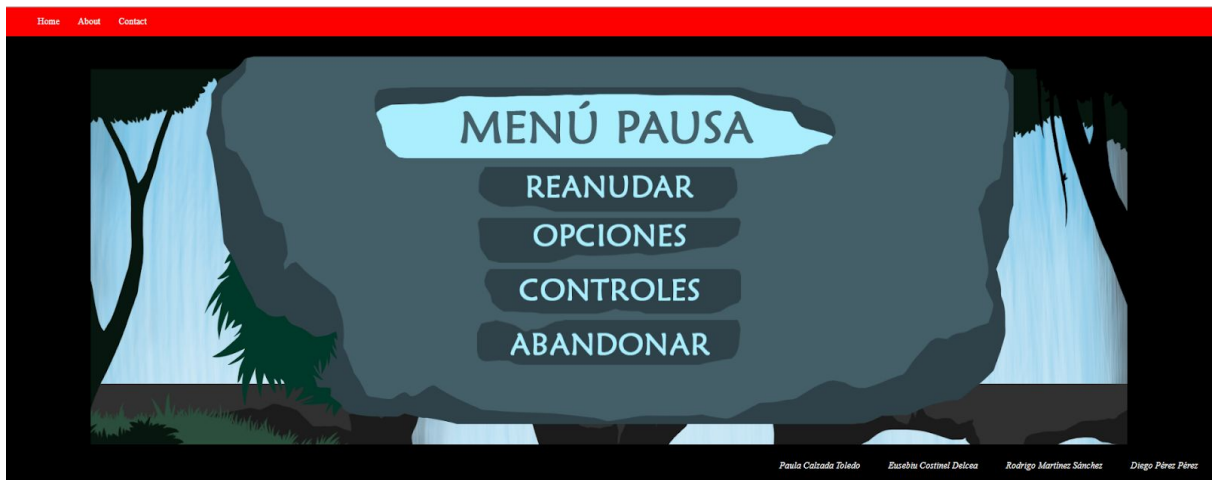 Home About Contact
MENÚ PAUSA
REANUDAR
OPCIONES
CONTROLES
ABANDONAR
Paula Calzada Toledo Eusebiu Costinel Delcea Rodrigo Martínez Sánchez Diego Pérez Pérez